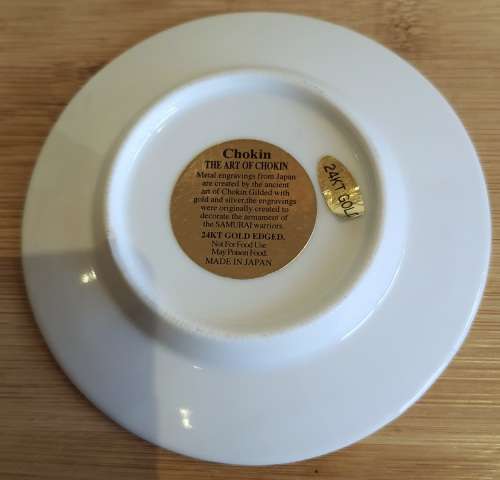 Chokin
THE ART OF CHOKIN
Metal engravings from Japan
are created by the ancient
art of Chokin.Gilded with
gold and silver,the engravings
were originally created to
decorate the armament of
the SAMURAI warriors.
24KT GOLD EDGED.
Not For Food Use
May Poison Food.
MADE IN JAPAN
24KT GOLD